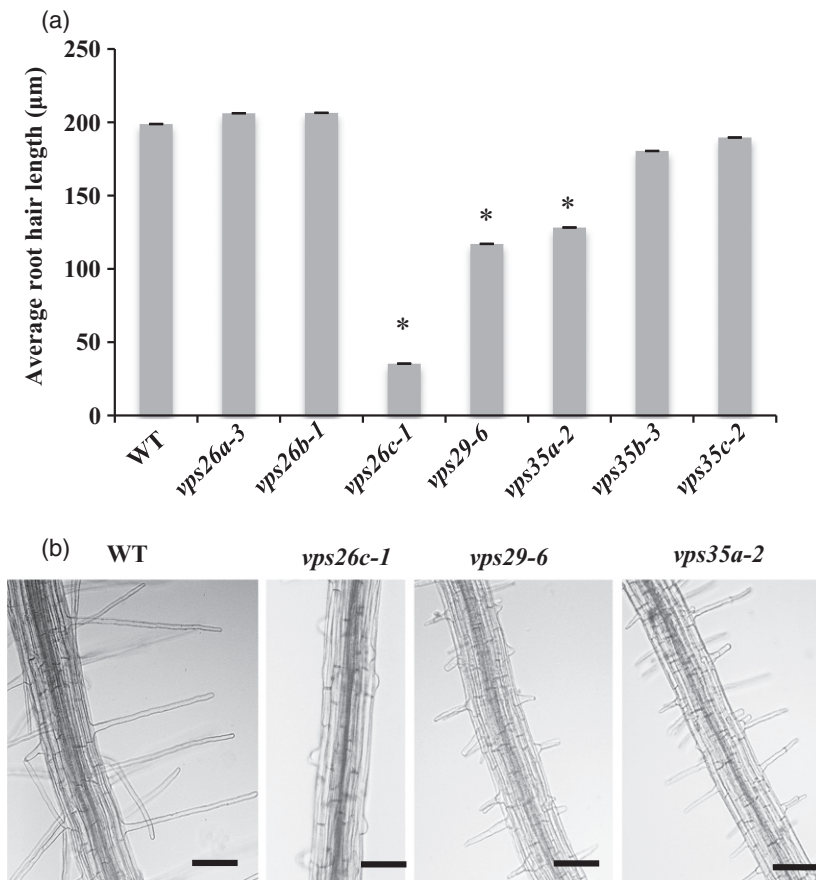 (a)
Average root hair length (µm)
250
200
150
100
50
0
*
*
*
WT
vps26a-3
vps26b-1
vps26c-1
vps29-6
vps35a-2
vps35b-3
vps35c-2
(b)
WT
vps26c-1
vps29-6
vps35a-2